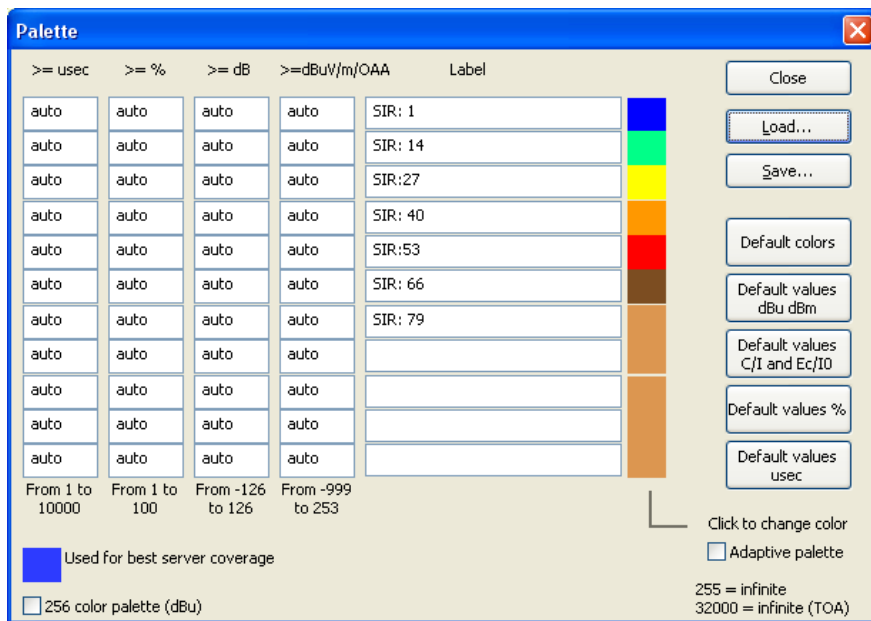 Palette
>= usec >= % >= dB >=dBuV/m/OAA Label
Close
auto auto auto auto SIR: 1
Load...
auto auto auto auto SIR: 14
Save...
auto auto auto auto SIR:27
auto auto auto auto SIR: 40
Default colors
auto auto auto auto SIR:53
auto auto auto auto SIR: 66
Default values
dBu dBm
auto auto auto auto SIR: 79
Default values
C/I and Ec/I0
auto auto auto auto
auto auto auto auto
Default values %
auto auto auto auto
auto auto auto auto
Default values
usec
From 1 to From 1 to From -126 From -999
10000 100 to 126 to 253
Click to change color
Used for best server coverage
Adaptive palette
255 = infinite
256 color palette (dBu)
32000 = infinite (TOA)